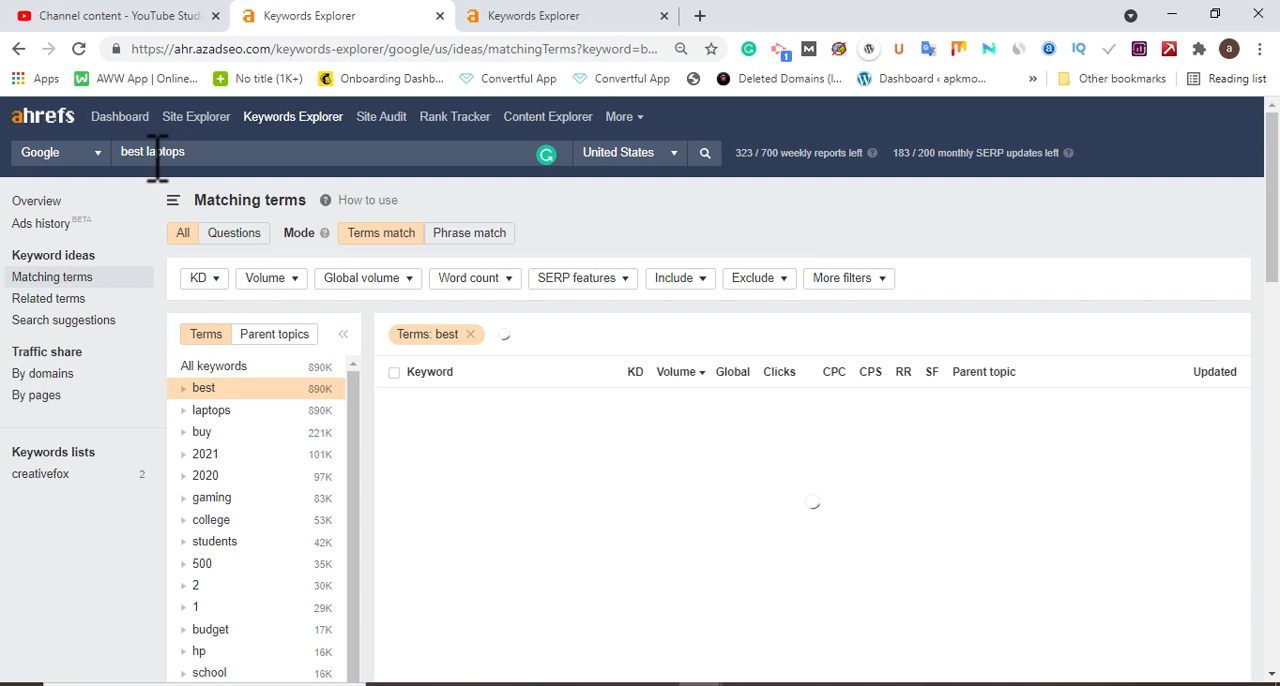 Channel content - YouTube Stud
Keywords Explorer
Keywords Explorer
https://ahr.azadseo.com/keywords-explorer/google/us/ideas/matchingTerms?keyword=b...
Apps AWW App | Online... No title (1K+) Onboarding Dashb... Convertful App Convertful App Deleted Domains (l... Dashboard ‹ apkmo... » Other bookmarks Reading list
ahrefs Dashboard Site Explorer Keywords Explorer Site Audit Rank Tracker Content Explorer More
Google best laptops United States 323 / 700 weekly reports left 183 / 200 monthly SERP updates left
Overview
Ads history BETA
Keyword ideas
Matching terms
Related terms
Search suggestions
Traffic share
By domains
By pages
Keywords lists
creativefox 2
Matching terms How to use
All Questions Mode Terms match Phrase match
KD Volume Global volume Word count SERP features Include Exclude More filters
Terms Parent topics «
All keywords 890K
best 890K
laptops 890K
buy 221K
2021 101K
2020 97K
gaming 83K
college 53K
students 42K
500 35K
2 30K
1 29K
budget 17K
hp 16K
school 16K
Terms: best
Keyword KD Volume Global Clicks CPC CPS RR SF Parent topic Updated